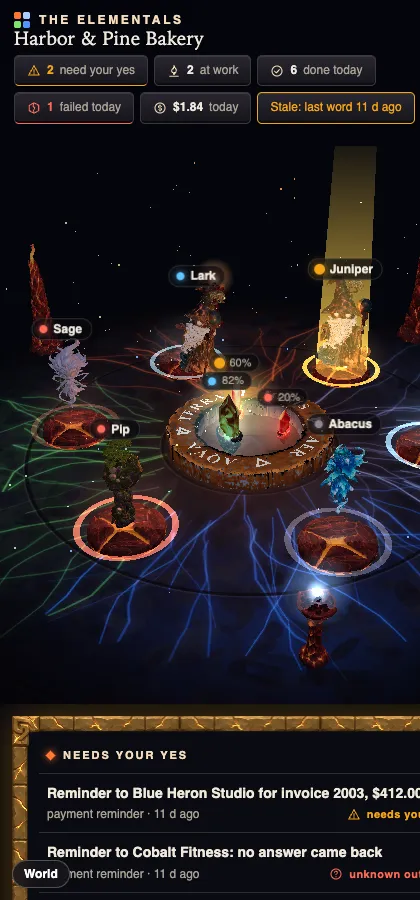 THE ELEMENTALS
Harbor & Pine Bakery
2 need your yes
2 at work
6 done today
1 failed today
$1.84 today
Stale: last word 11 d ago
Lark
Juniper
Sage
60%
82%
20%
Pip
Abacus
TERRA
AQVA
AER
NEEDS YOUR YES
Reminder to Blue Heron Studio for invoice 2003, $412.00
payment reminder · 11 d ago
needs you
Reminder to Cobalt Fitness: no answer came back
ment reminder · 11 d ago
unknown out
World